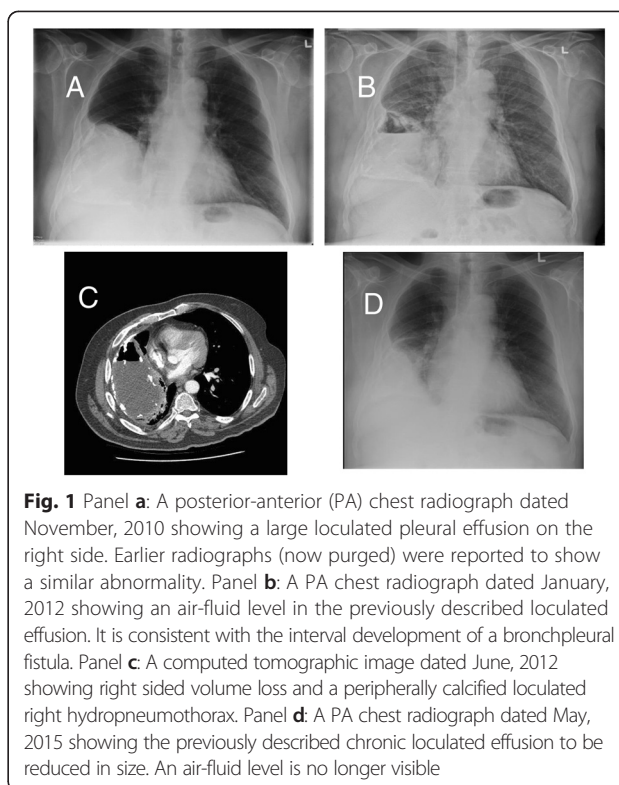 A
L
B
L
C
D
L
Fig. 1 Panel a: A posterior-anterior (PA) chest radiograph dated
November, 2010 showing a large loculated pleural effusion on the
right side. Earlier radiographs (now purged) were reported to show
a similar abnormality. Panel b: A PA chest radiograph dated January,
2012 showing an air-fluid level in the previously described loculated
effusion. It is consistent with the interval development of a bronchpleural
fistula. Panel c: A computed tomographic image dated June, 2012
showing right sided volume loss and a peripherally calcified loculated
right hydropneumothorax. Panel d: A PA chest radiograph dated May,
2015 showing the previously described chronic loculated effusion to be
reduced in size. An air-fluid level is no longer visible